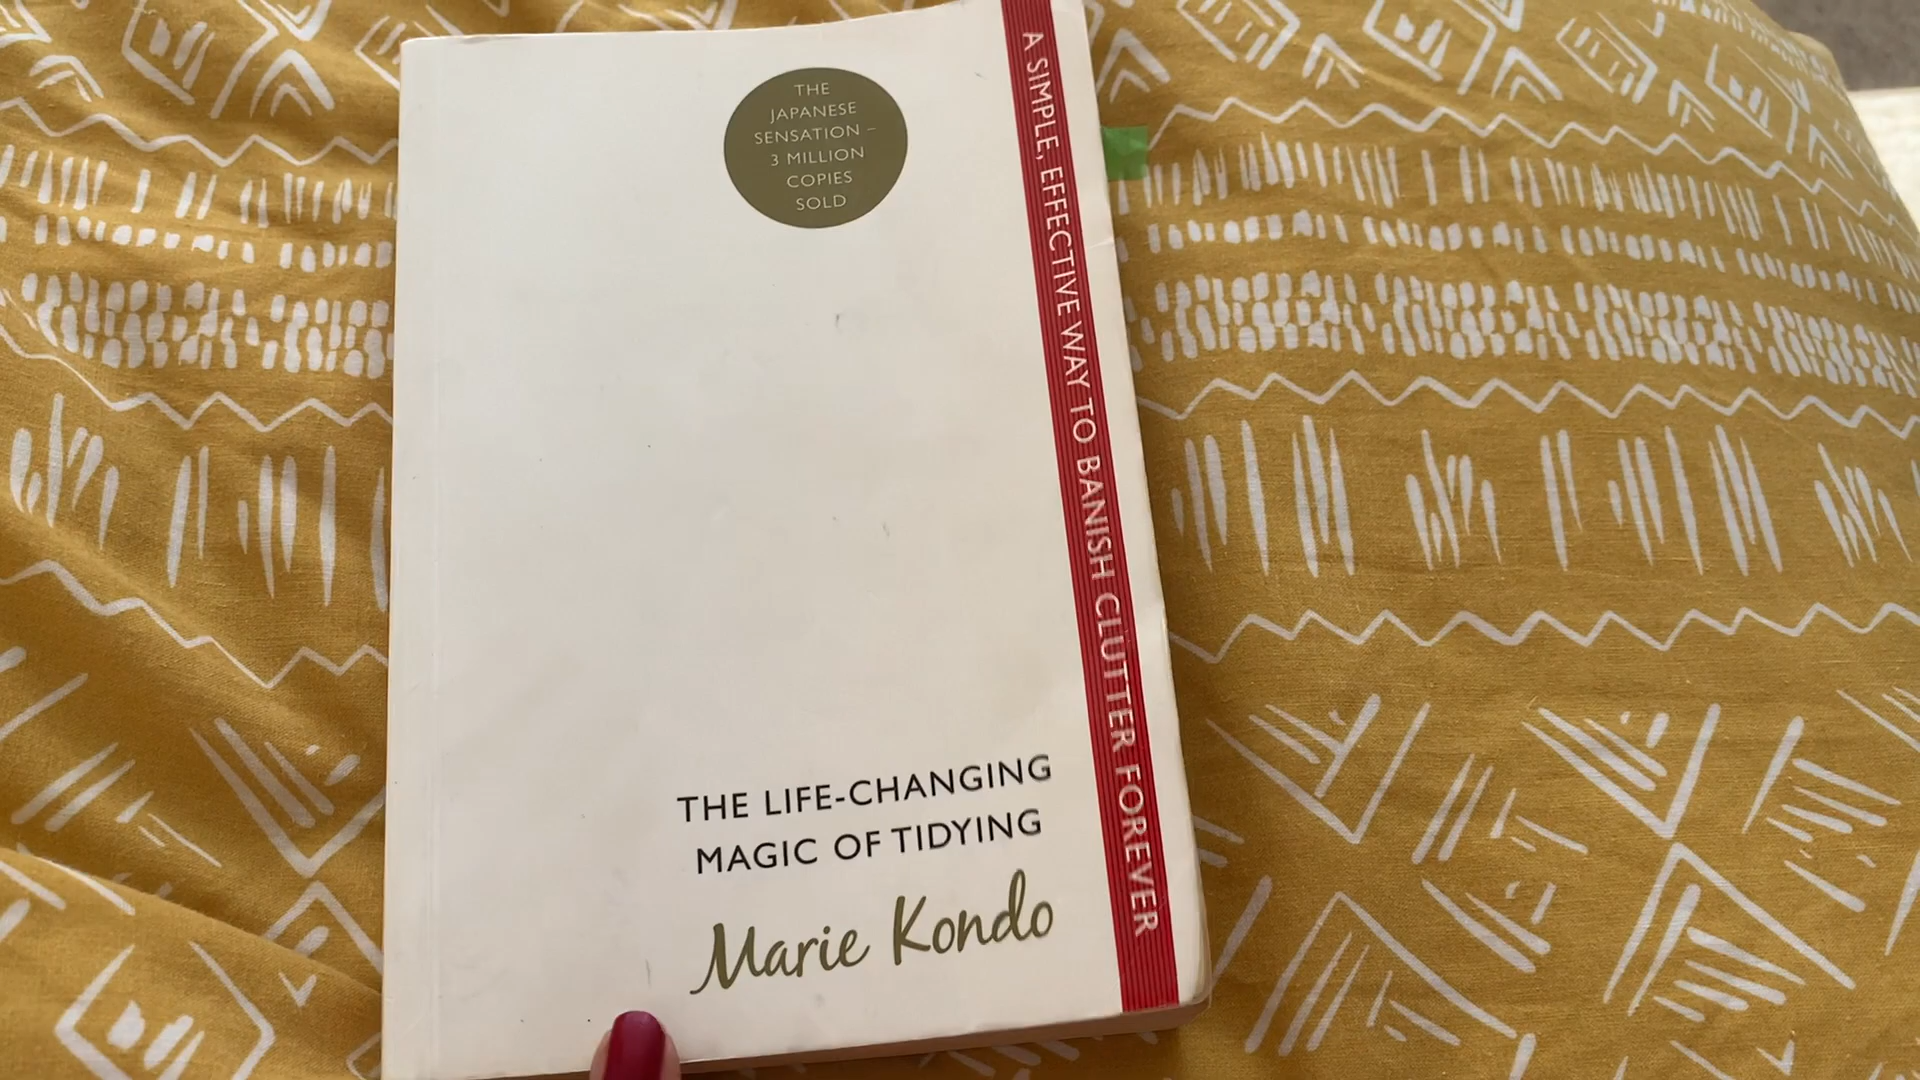 THE
JAPANESE
SENSATION –
3 MILLION
COPIES
SOLD
A SIMPLE, EFFECTIVE WAY TO BANISH CLUTTER FOREVER
THE LIFE-CHANGING
MAGIC OF TIDYING
Marie Kondo